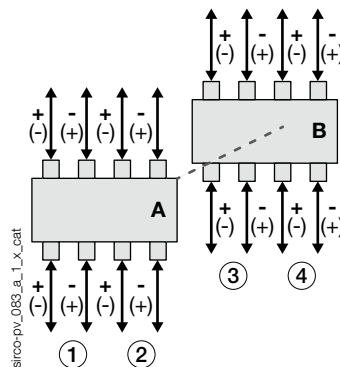 + - + -
(-) (+) (-) (+)
B
+ - + -
(-) (+) (-) (+)
3 4
+ - + -
(-) (+) (-) (+)
A
+ - + -
(-) (+) (-) (+)
1 2
sirco-pv_083_a_1_x_cat